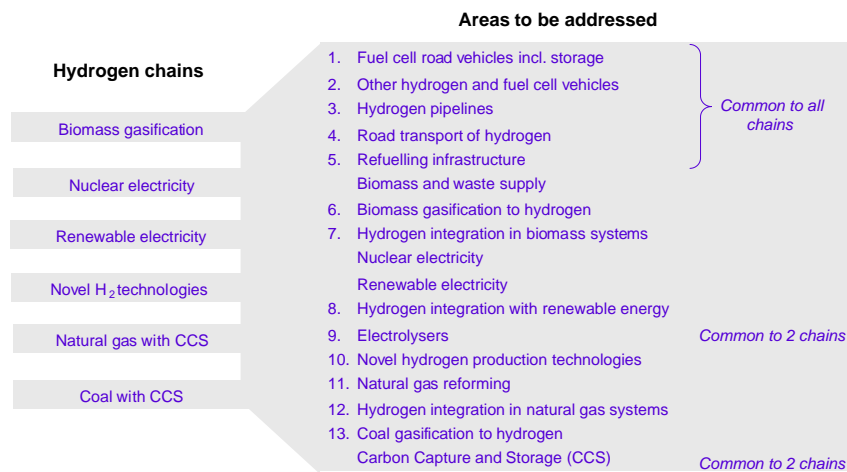 Areas to be addressed
Hydrogen chains
Biomass gasification
Nuclear electricity
Renewable electricity
Novel H2 technologies
Natural gas with CCS
Coal with CCS
1. Fuel cell road vehicles incl. storage
2. Other hydrogen and fuel cell vehicles
3. Hydrogen pipelines
4. Road transport of hydrogen
5. Refuelling infrastructure
Common to all
chains
Biomass and waste supply
6. Biomass gasification to hydrogen
7. Hydrogen integration in biomass systems
Nuclear electricity
Renewable electricity
8. Hydrogen integration with renewable energy
9. Electrolysers
Common to 2 chains
10. Novel hydrogen production technologies
11. Natural gas reforming
12. Hydrogen integration in natural gas systems
13. Coal gasification to hydrogen
Carbon Capture and Storage (CCS)
Common to 2 chains